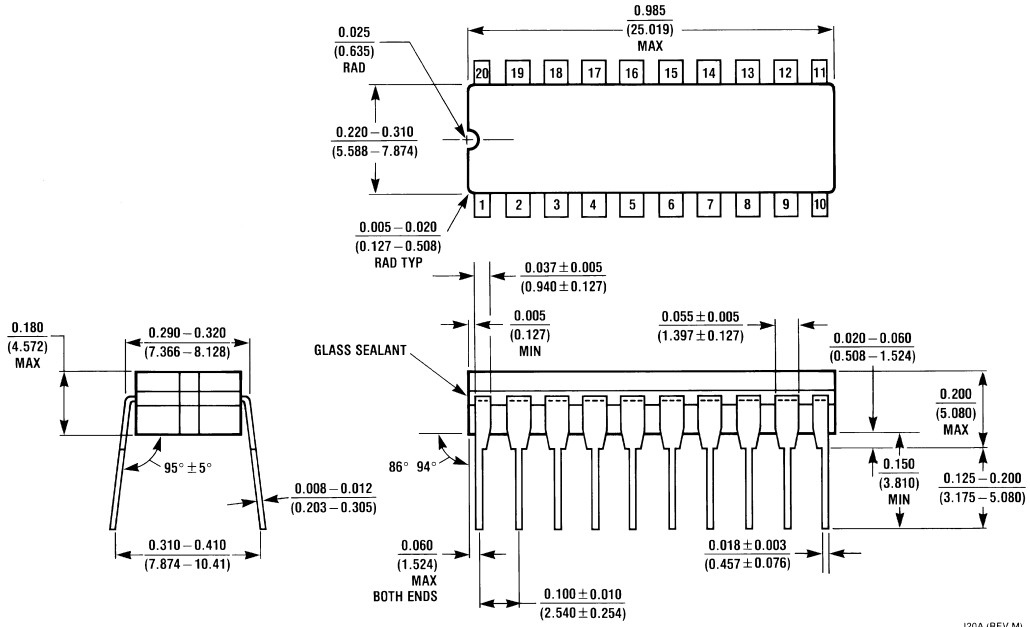 0.985
(25.019)
MAX
0.025
(0.635)
RAD
20 19 18 17 16 15 14 13 12 11
0.220 – 0.310
(5.588 – 7.874)
1 2 3 4 5 6 7 8 9 10
0.005 – 0.020
(0.127 – 0.508)
RAD TYP
0.037 ± 0.005
(0.940 ± 0.127)
0.180
(4.572)
MAX
0.290 – 0.320
(7.366 – 8.128)
0.005
(0.127)
MIN
0.055 ± 0.005
(1.397 ± 0.127)
0.020 – 0.060
(0.508 – 1.524)
GLASS SEALANT
0.200
(5.080)
MAX
95° ± 5°
86° 94°
0.150
(3.810)
MIN
0.125 – 0.200
(3.175 – 5.080)
0.008 – 0.012
(0.203 – 0.305)
0.310 – 0.410
(7.874 – 10.41)
0.060
(1.524)
MAX
BOTH ENDS
0.018 ± 0.003
(0.457 ± 0.076)
0.100 ± 0.010
(2.540 ± 0.254)
J20A (REV M)